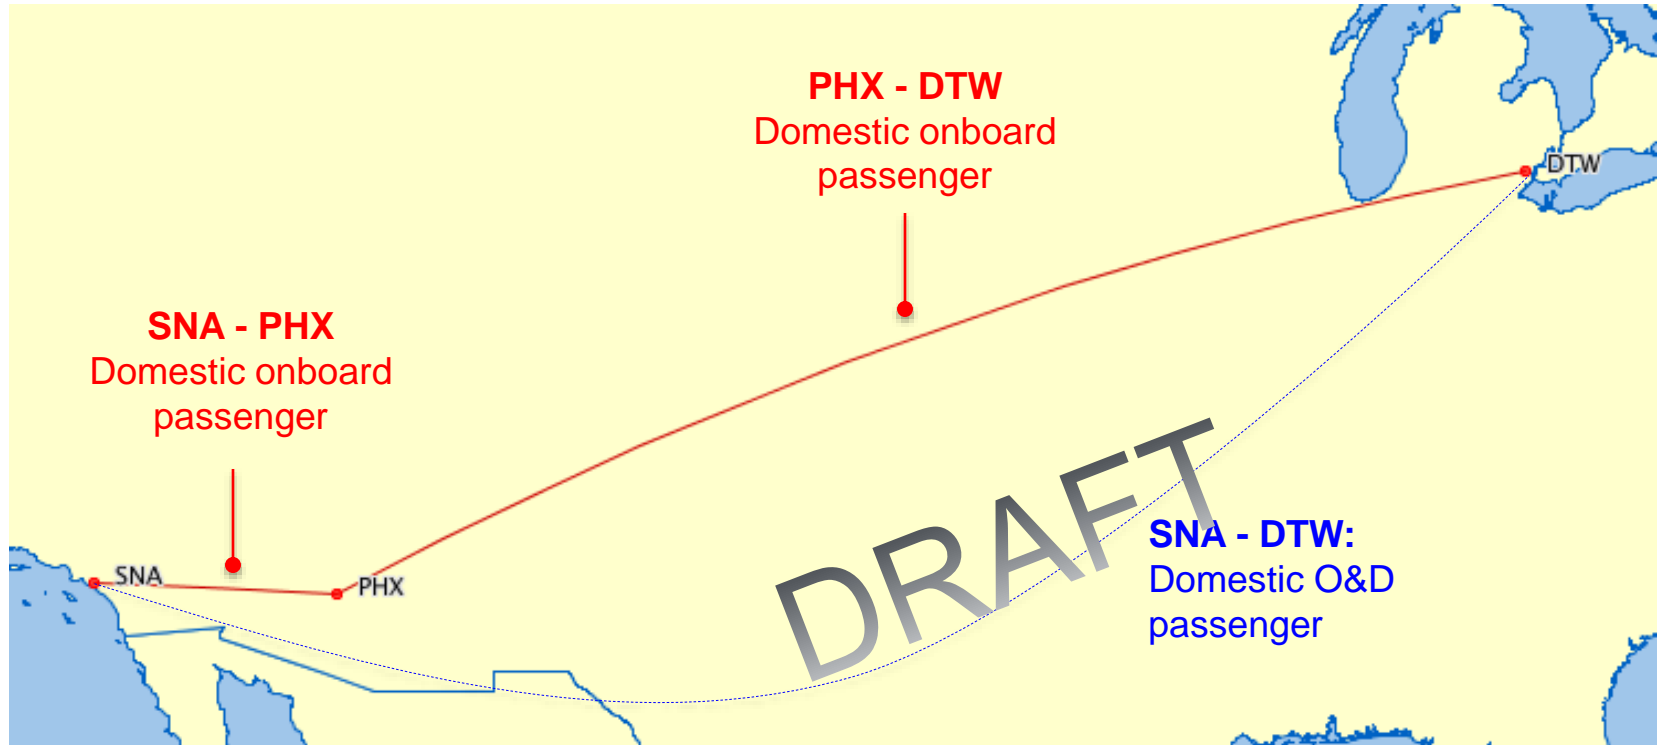 PHX - DTW
Domestic onboard
passenger
DTW
SNA - PHX
Domestic onboard
passenger
SNA
PHX
DRAFT
SNA - DTW:
Domestic O&D
passenger